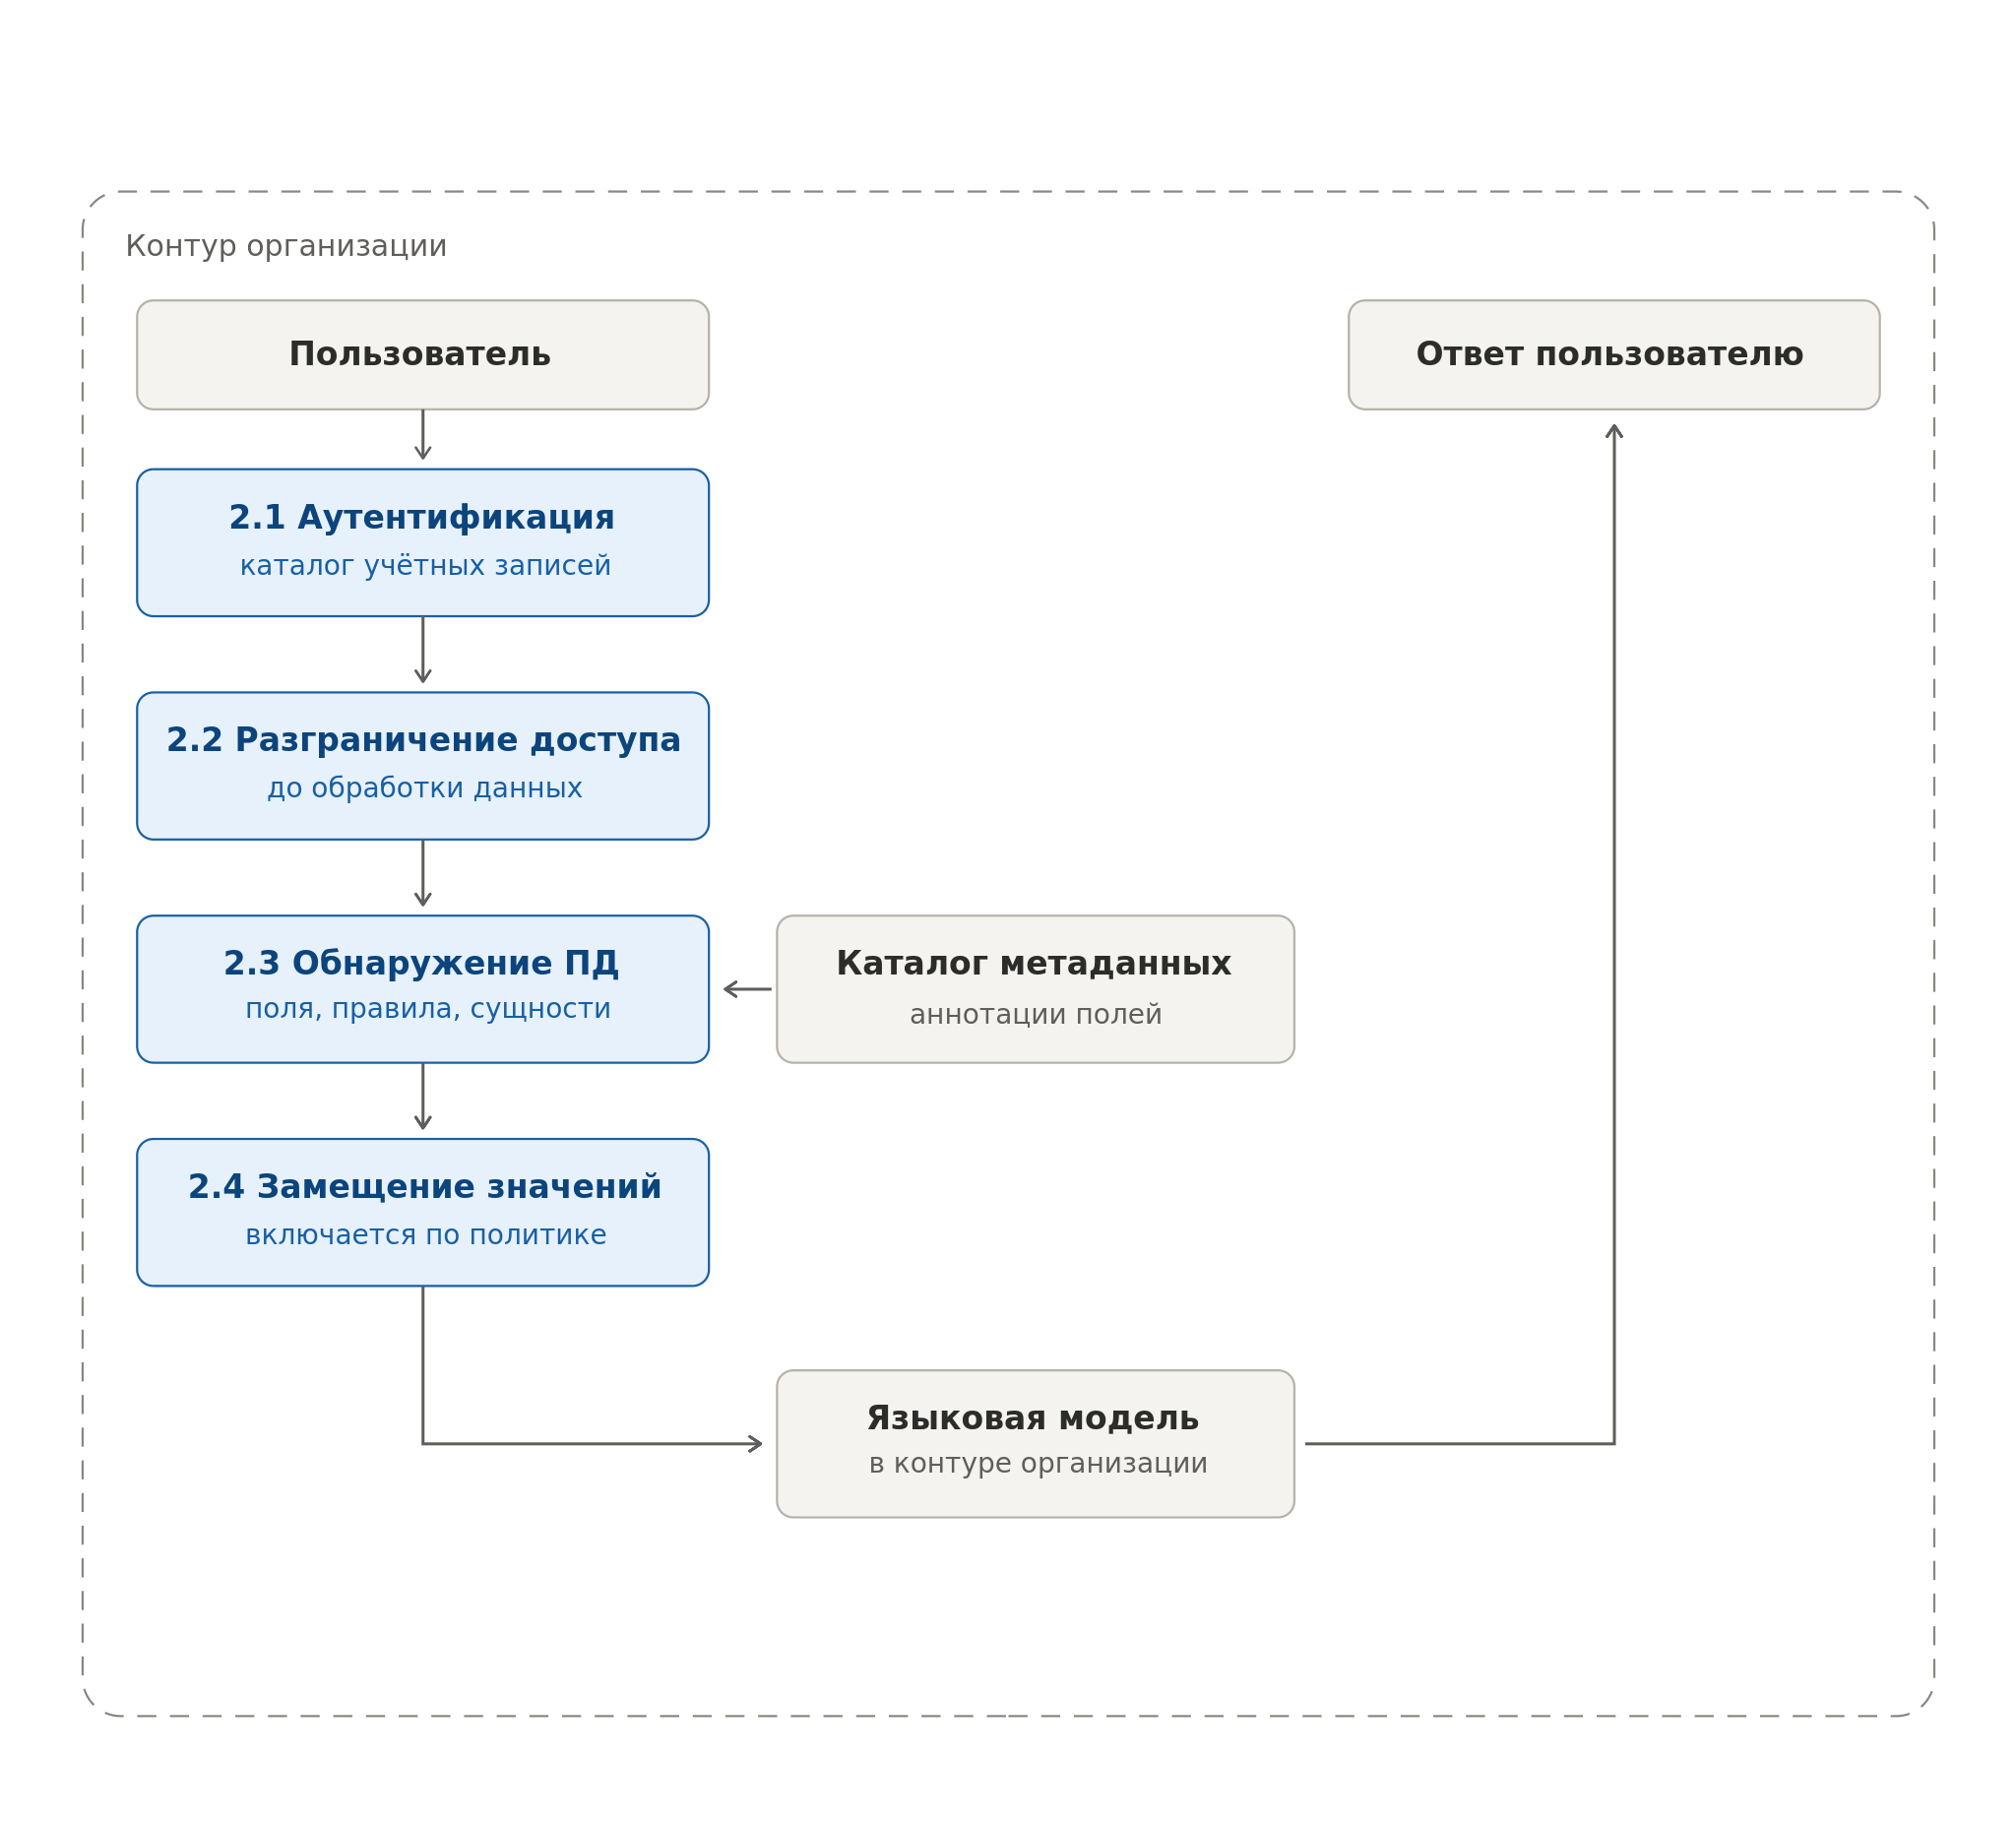 Контур организации
Пользователь
Ответ пользователю
2.1 Аутентификация
каталог учётных записей
2.2 Разграничение доступа
до обработки данных
2.3 Обнаружение ПД
поля, правила, сущности
Каталог метаданных
аннотации полей
2.4 Замещение значений
включается по политике
Языковая модель
в контуре организации